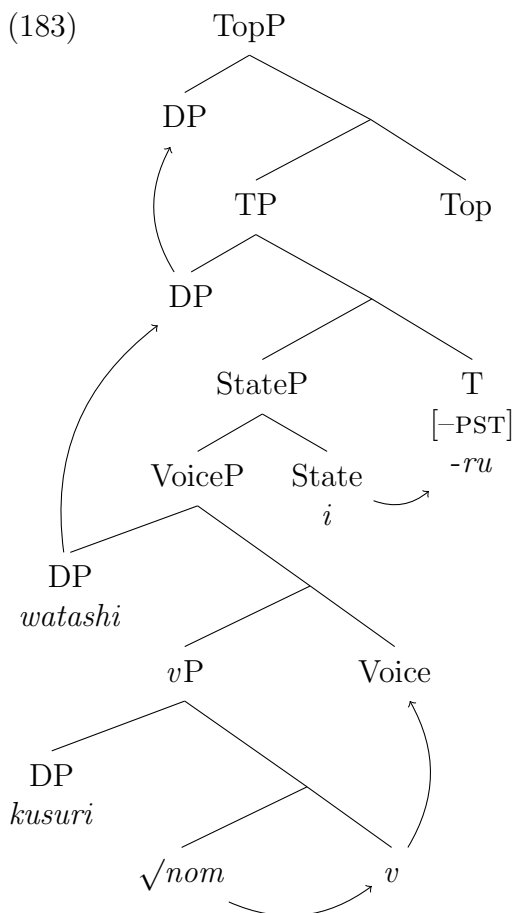 (183)
TopP
DP
TP Top
DP
StateP T
[–PST]
-ru
VoiceP State
i
DP
watashi
vP Voice
DP
kusuri
√nom v